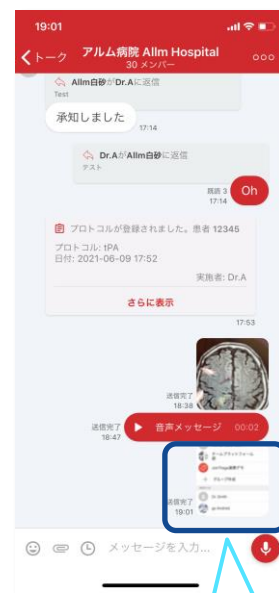 19:01
トーク
アルム病院 Allm Hospital
30 メンバー
Allm白砂がDr.Aに返信
Test
承知しました
17:14
Dr.AがAllm白砂に返信
テスト
既読 3
17:14
Oh
プロトコルが登録されました。患者 12345
プロトコル: tPA
日付: 2021-06-09 17:52
実施者: Dr.A
さらに表示
17:53
送信完了
18:38
送信完了
18:47
音声メッセージ 00:02
グループ作成
送信完了
19:01
メッセージを入力...